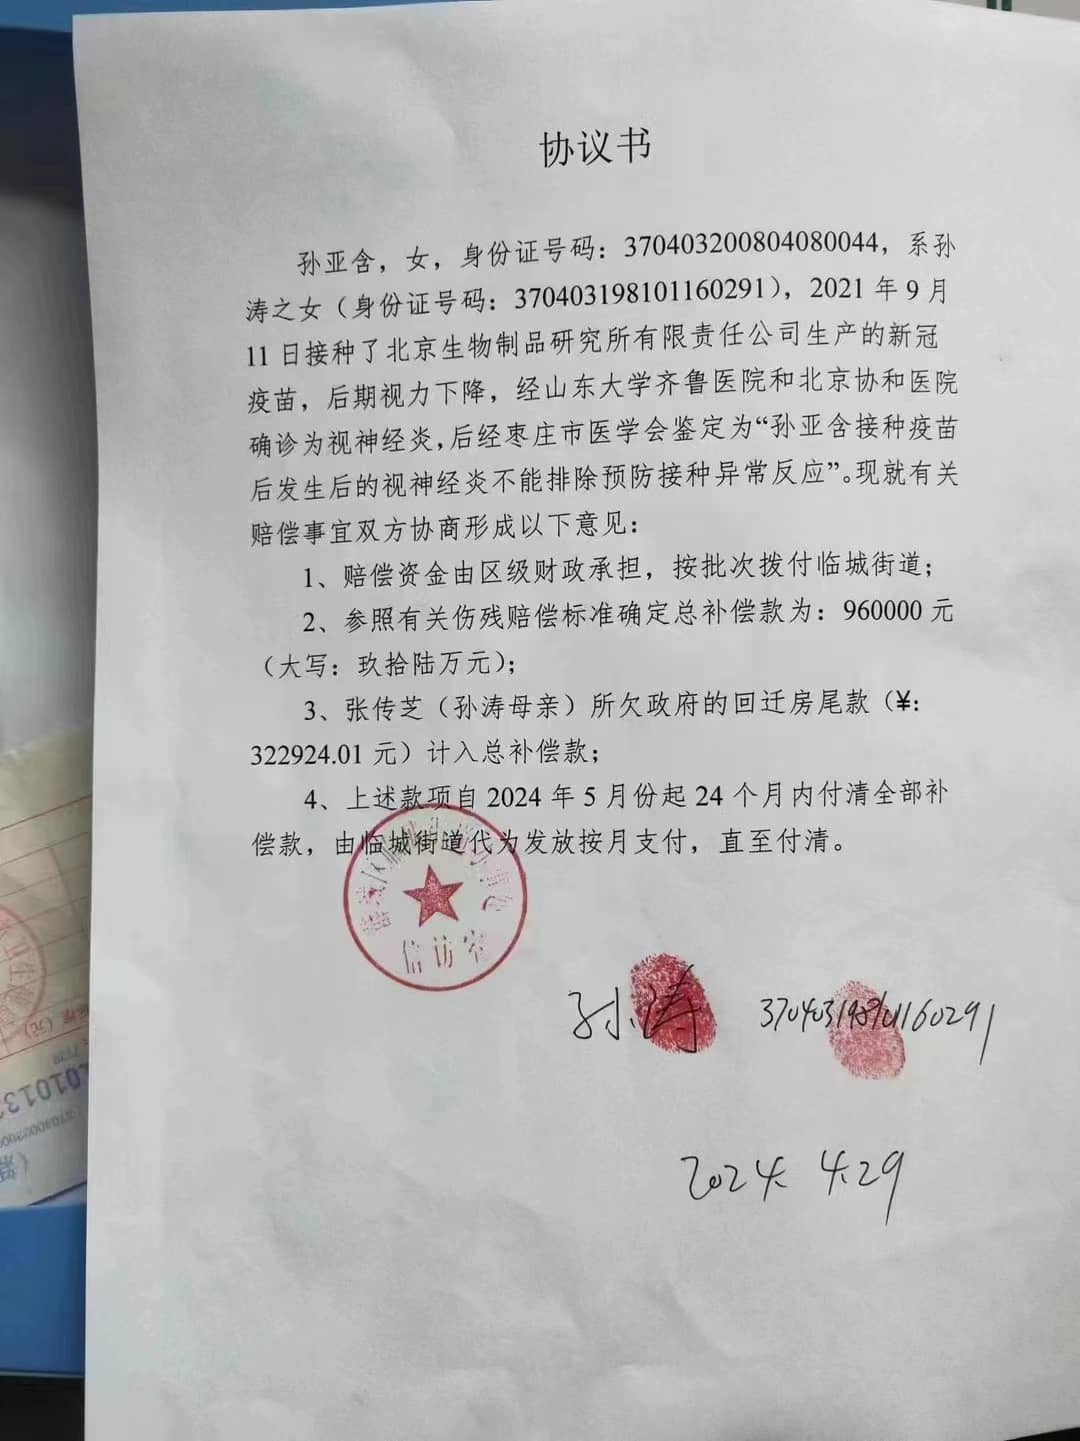 协议书
孙亚含，女，身份证号码：370403200804080044，系孙
涛之女（身份证号码：370403198101160291），2021 年 9 月
11 日接种了北京生物制品研究所有限责任公司生产的新冠
疫苗，后期视力下降，经山东大学齐鲁医院和北京协和医院
确诊为视神经炎，后经枣庄市医学会鉴定为“孙亚含接种疫苗
后发生后的视神经炎不能排除预防接种异常反应”。现就有关
赔偿事宜双方协商形成以下意见：
1、赔偿资金由区级财政承担，按批次拨付临城街道；
2、参照有关伤残赔偿标准确定总补偿款为：960000 元
（大写：玖拾陆万元）；
3、张传芝（孙涛母亲）所欠政府的回迁房尾款（¥：
322924.01 元）计入总补偿款；
4、上述款项自 2024 年 5 月份起 24 个月内付清全部补
偿款，由临城街道代为发放按月支付，直至付清。
信访室
孙涛 370403198101160291
2024. 4.29